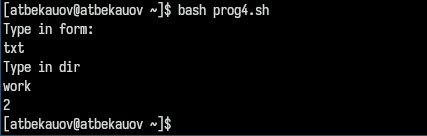 [atbekauov@atbekauov ~]$ bash prog4.sh
Type in form:
txt
Type in dir
work
2
[atbekauov@atbekauov ~]$